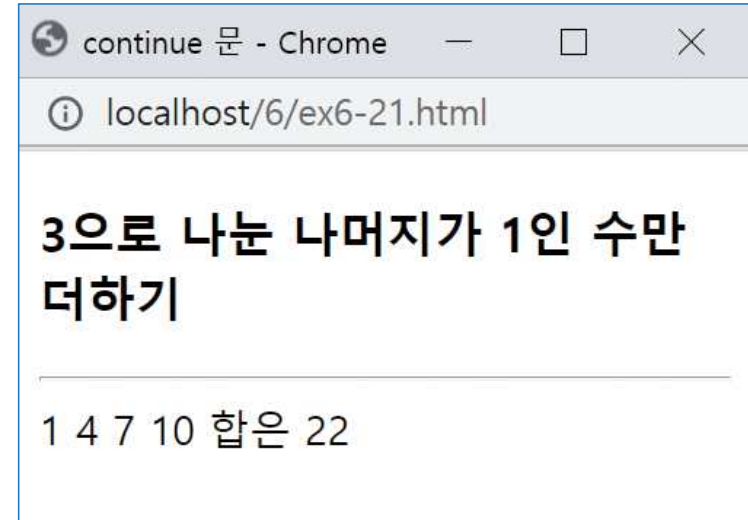 continue 문 - Chrome
localhost/6/ex6-21.html
3으로 나눈 나머지가 1인 수만
더하기
1 4 7 10 합은 22